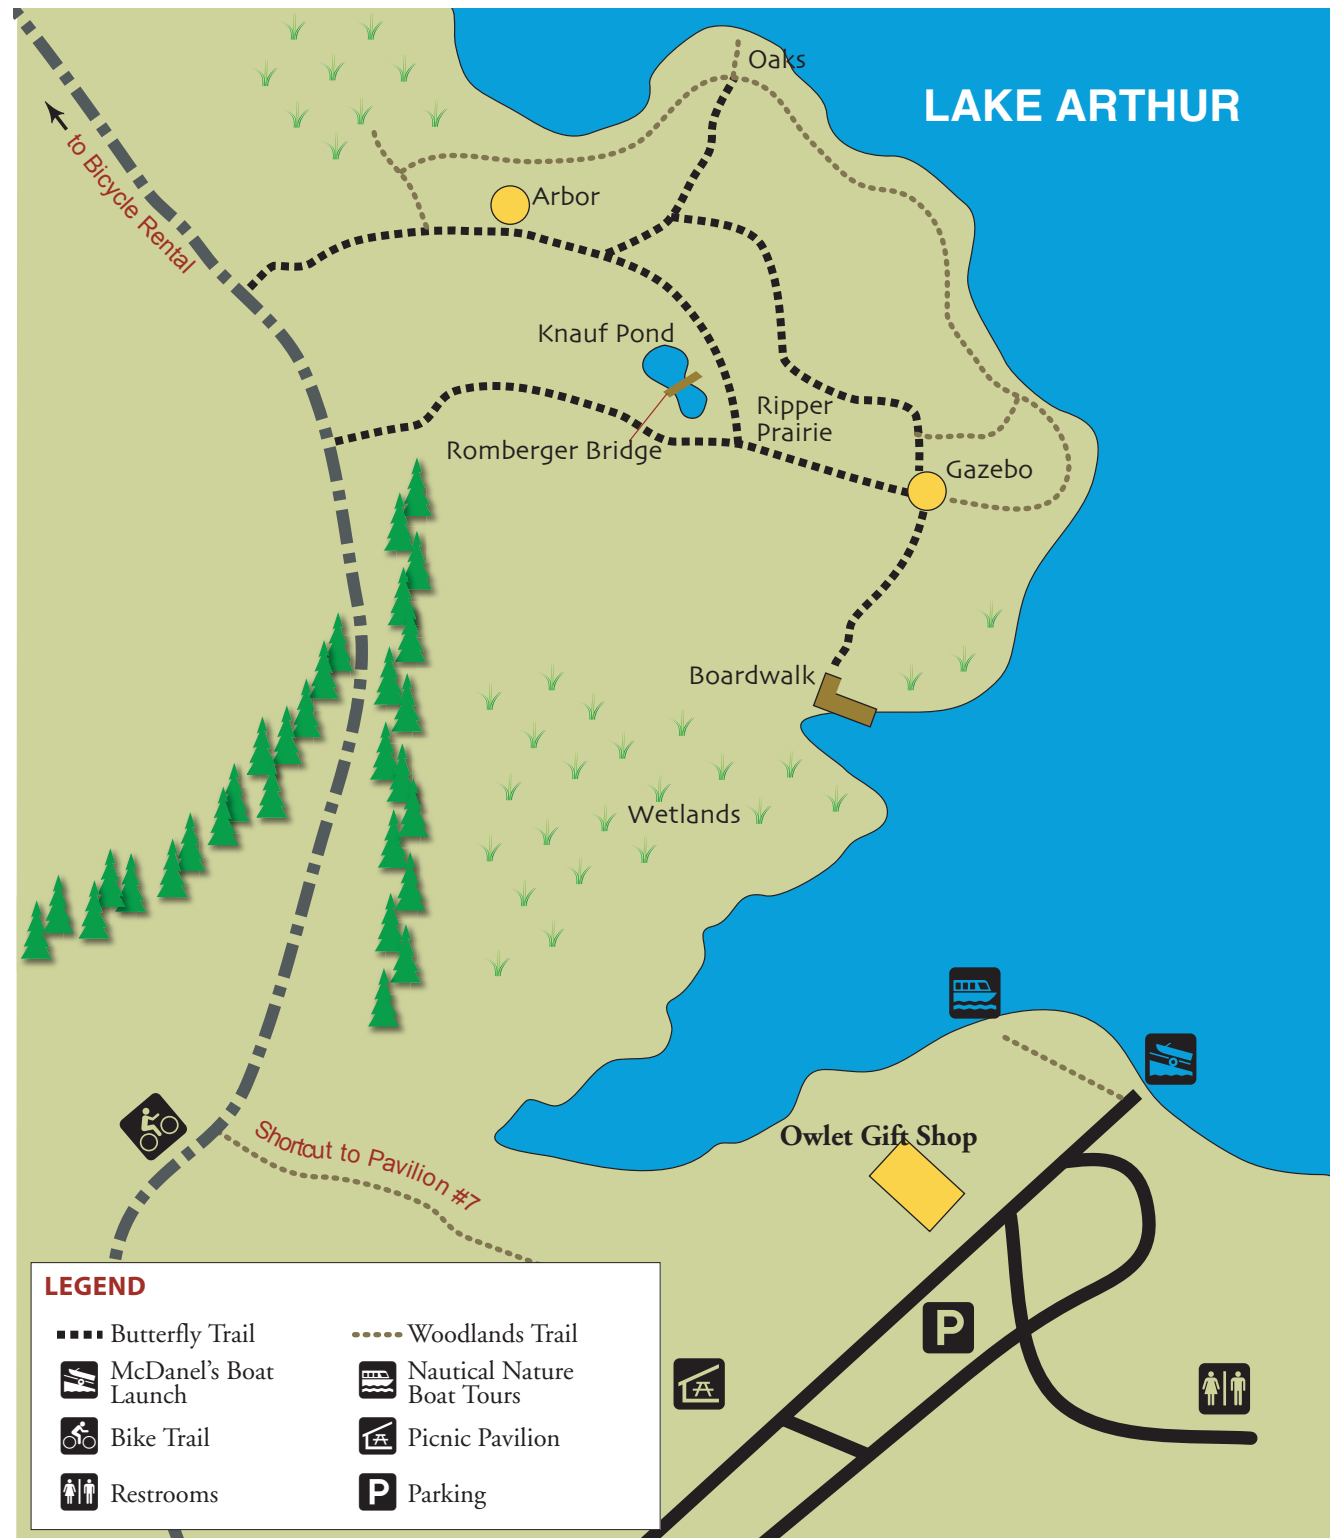 Oaks
LAKE ARTHUR
to Bicycle Rental
Arbor
Knauf Pond
Ripper
Prairie
Romberger Bridge
Gazebo
Boardwalk
Wetlands
Owlet Gift Shop
Shortcut to Pavilion #7
P
LEGEND
Butterfly Trail
Woodlands Trail
McDanel's Boat
Launch
Nautical Nature
Boat Tours
Bike Trail
Picnic Pavilion
Restrooms
P Parking